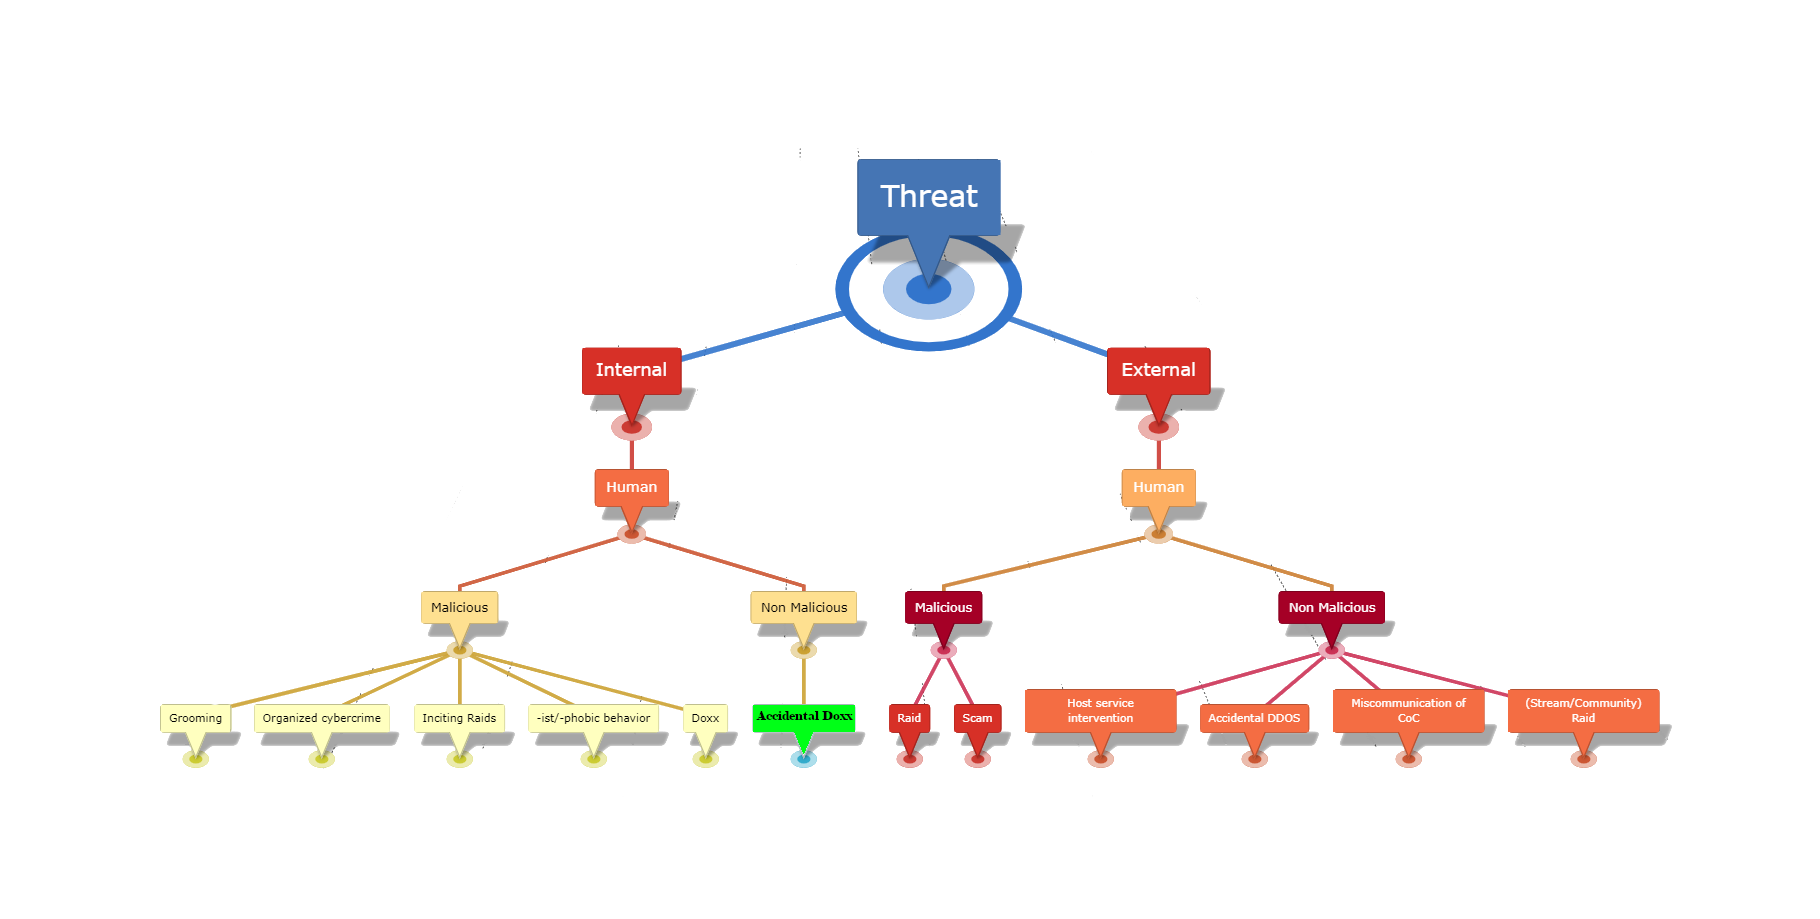 Threat
Internal
External
Human
Human
Malicious
Non Malicious
Malicious
Non Malicious
Grooming
Organized cybercrime
Inciting Raids
-ist/-phobic behavior
Doxx
Accidental Doxx
Raid
Scam
Host service
intervention
Accidental DDOS
Miscommunication of
CoC
(Stream/Community)
Raid